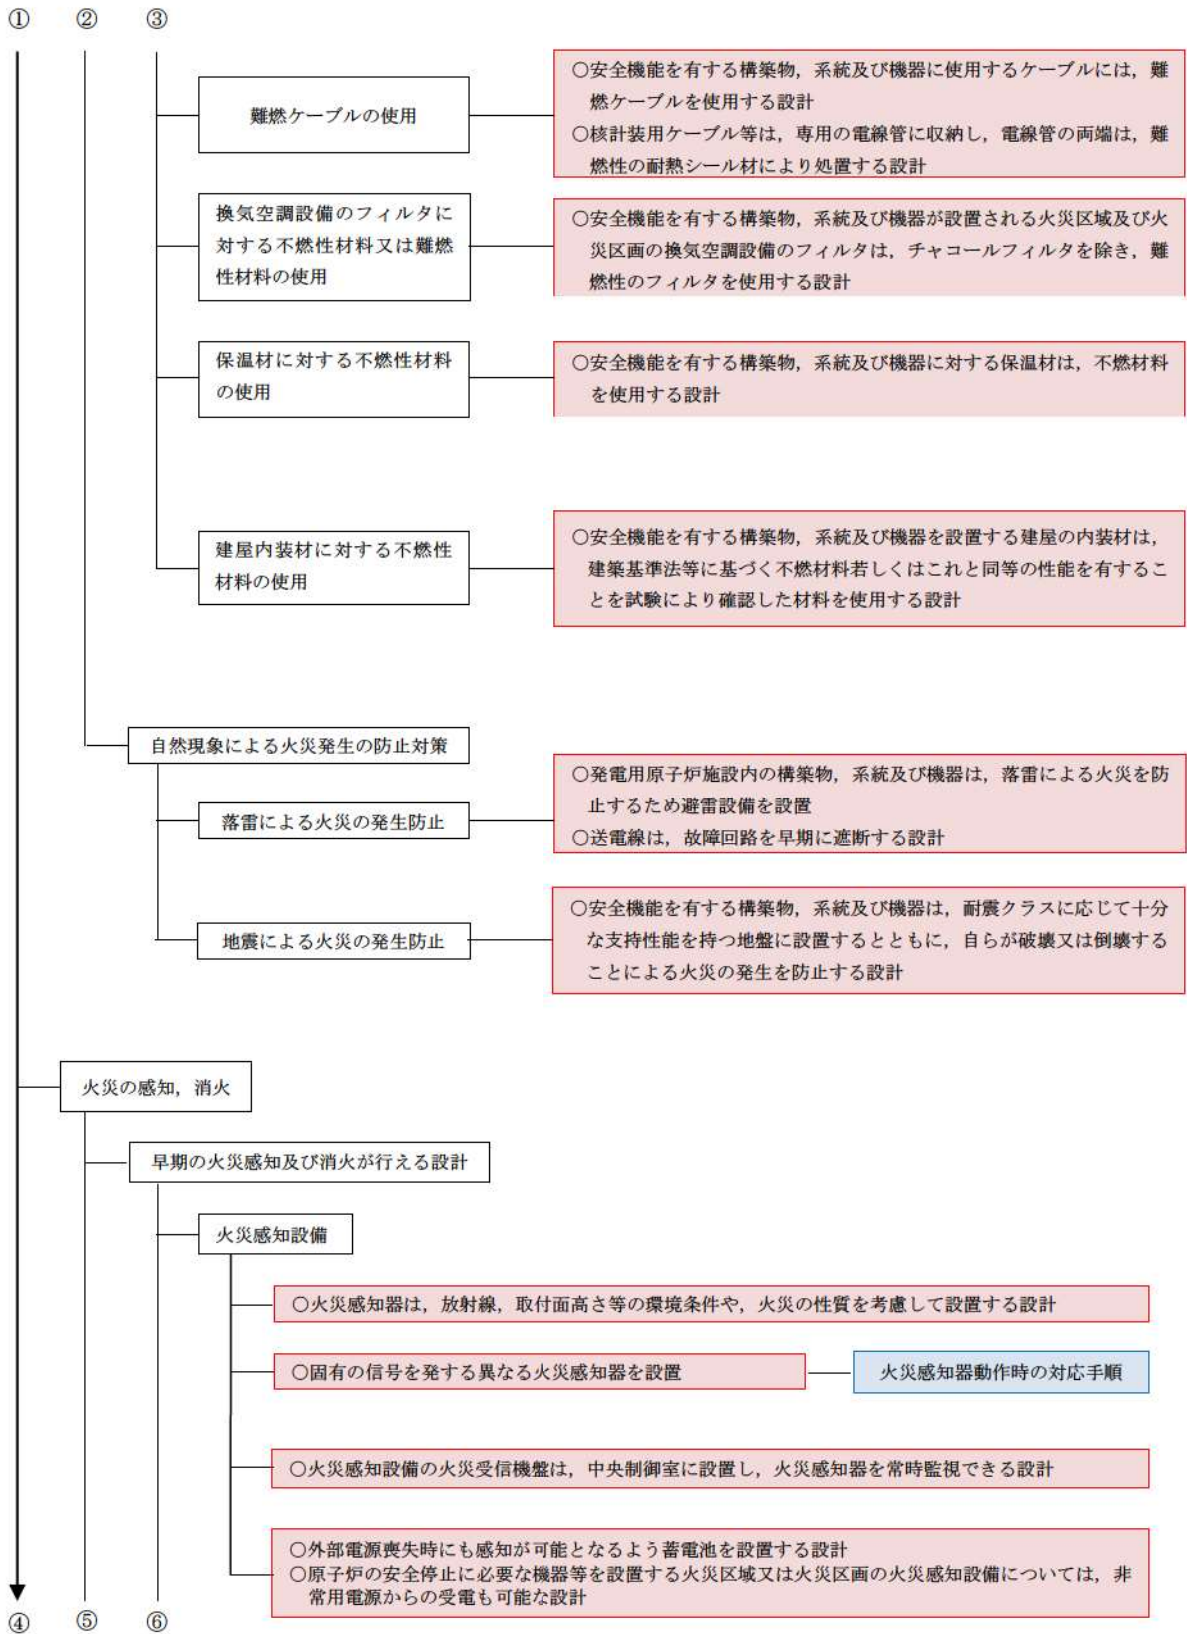 ① ② ③
難燃ケーブルの使用
○安全機能を有する構築物，系統及び機器に使用するケーブルには，難
燃ケーブルを使用する設計
○核計装用ケーブル等は，専用の電線管に収納し，電線管の両端は，難
燃性の耐熱シール材により処置する設計
換気空調設備のフィルタに
対する不燃性材料又は難燃
性材料の使用
○安全機能を有する構築物，系統及び機器が設置される火災区域及び火
災区画の換気空調設備のフィルタは，チャコールフィルタを除き，難
燃性のフィルタを使用する設計
保温材に対する不燃性材料
の使用
○安全機能を有する構築物，系統及び機器に対する保温材は，不燃材料
を使用する設計
建屋内装材に対する不燃性
材料の使用
○安全機能を有する構築物，系統及び機器を設置する建屋の内装材は，
建築基準法等に基づく不燃材料若しくはこれと同等の性能を有するこ
とを試験により確認した材料を使用する設計
自然現象による火災発生の防止対策
落雷による火災の発生防止
○発電用原子炉施設内の構築物，系統及び機器は，落雷による火災を防
止するため避雷設備を設置
○送電線は，故障回路を早期に遮断する設計
地震による火災の発生防止
○安全機能を有する構築物，系統及び機器は，耐震クラスに応じて十分
な支持性能を持つ地盤に設置するとともに，自らが破壊又は倒壊する
ことによる火災の発生を防止する設計
火災の感知，消火
早期の火災感知及び消火が行える設計
火災感知設備
○火災感知器は，放射線，取付面高さ等の環境条件や，火災の性質を考慮して設置する設計
○固有の信号を発する異なる火災感知器を設置
火災感知器動作時の対応手順
○火災感知設備の火災受信機盤は，中央制御室に設置し，火災感知器を常時監視できる設計
○外部電源喪失時にも感知が可能となるよう蓄電池を設置する設計
○原子炉の安全停止に必要な機器等を設置する火災区域又は火災区画の火災感知設備については，非
常用電源からの受電も可能な設計
④ ⑤ ⑥